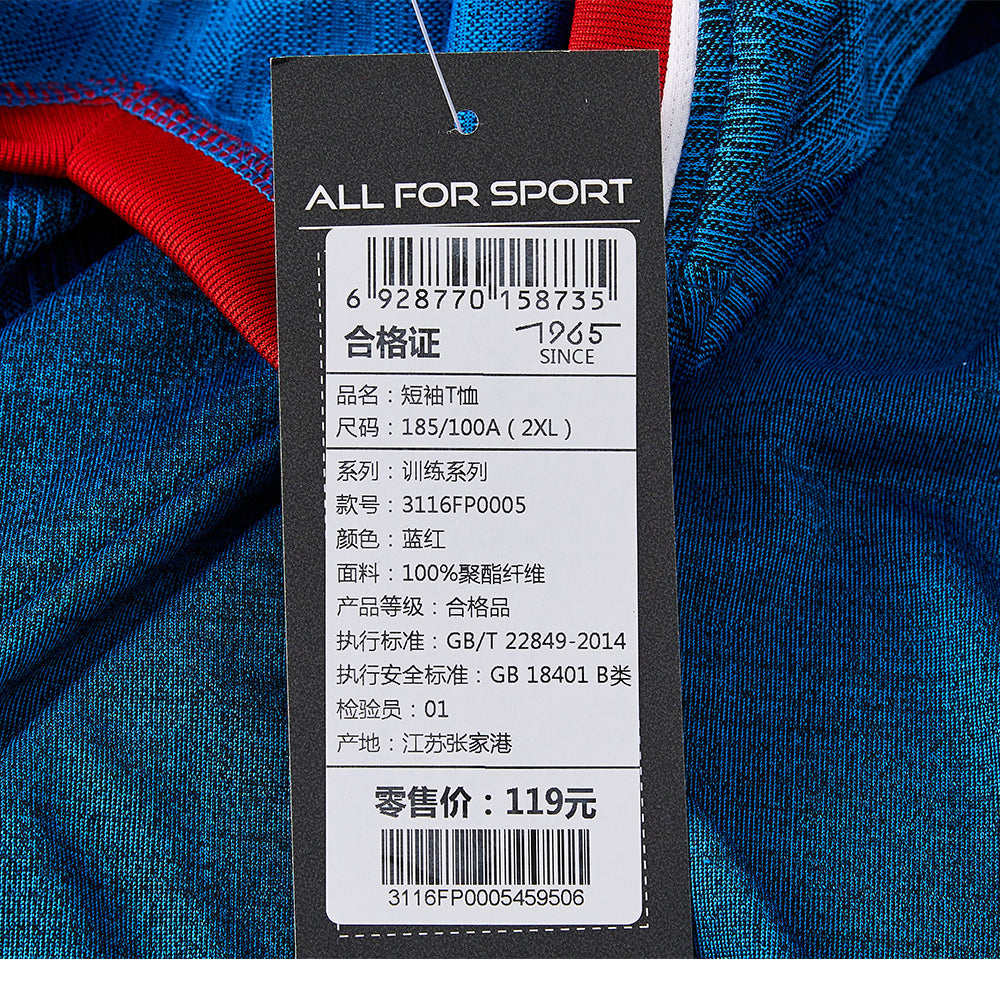 ALL FOR SPORT
6 928770 158735
合格证
1965
SINCE
品名：短袖T恤
尺码：185/100A（2XL）
系列：训练系列
款号：3116FP0005
颜色：蓝红
面料：100%聚酯纤维
产品等级：合格品
执行标准：GB/T 22849-2014
执行安全标准：GB 18401 B类
检验员：01
产地：江苏张家港
零售价：119元
3116FP0005459506